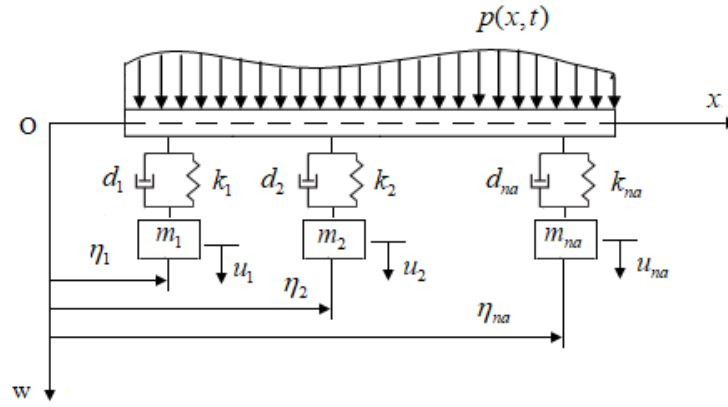 p(x,t)
O x
d₁ k₁ d₂ k₂ dₙₐ kₙₐ
m₁ m₂ mₙₐ
η₁ u₁ u₂ uₙₐ
η₂
ηₙₐ
w